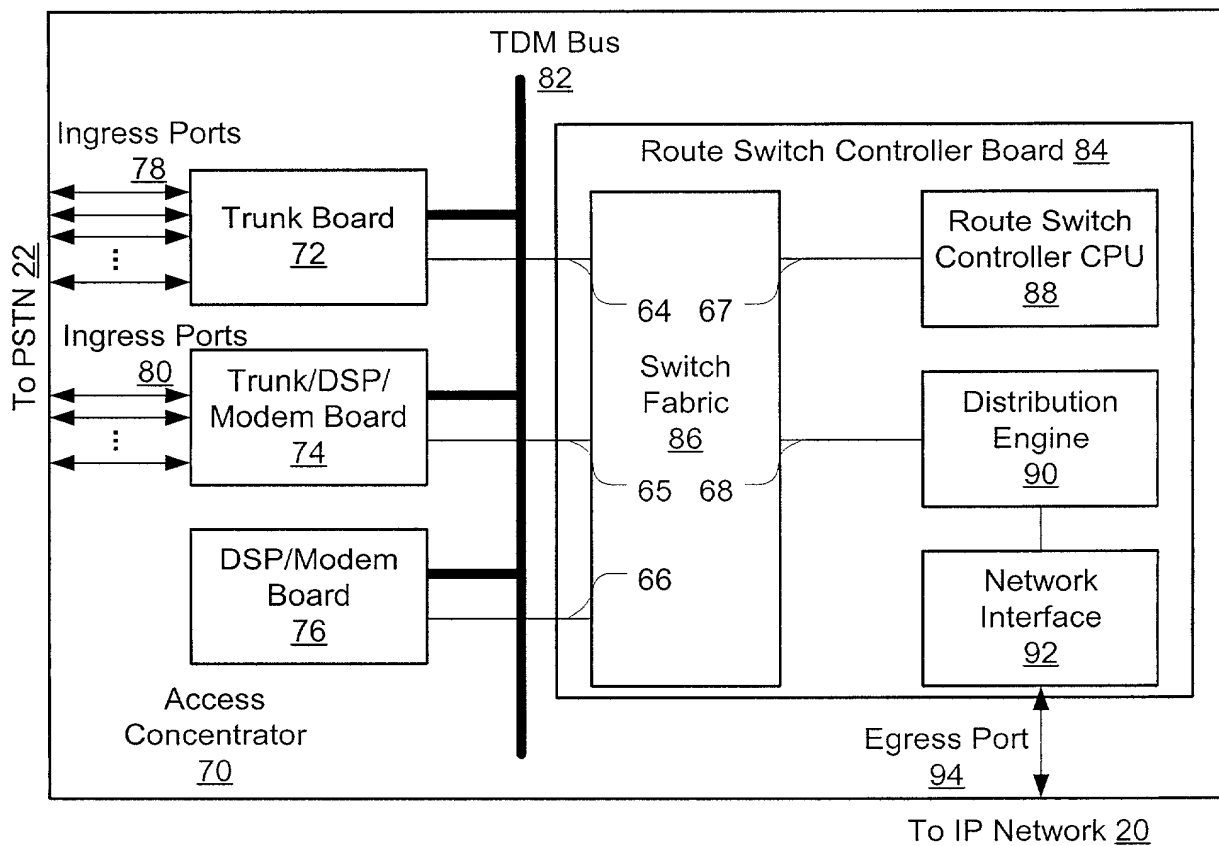 TDM Bus
82
Ingress Ports
78
Trunk Board
72
To PSTN 22
Ingress Ports
80
Trunk/DSP/
Modem Board
74
DSP/Modem
Board
76
Access
Concentrator
70
Route Switch Controller Board 84
64
67
Switch
Fabric
86
65
68
66
Route Switch
Controller CPU
88
Distribution
Engine
90
Network
Interface
92
Egress Port
94
To IP Network 20